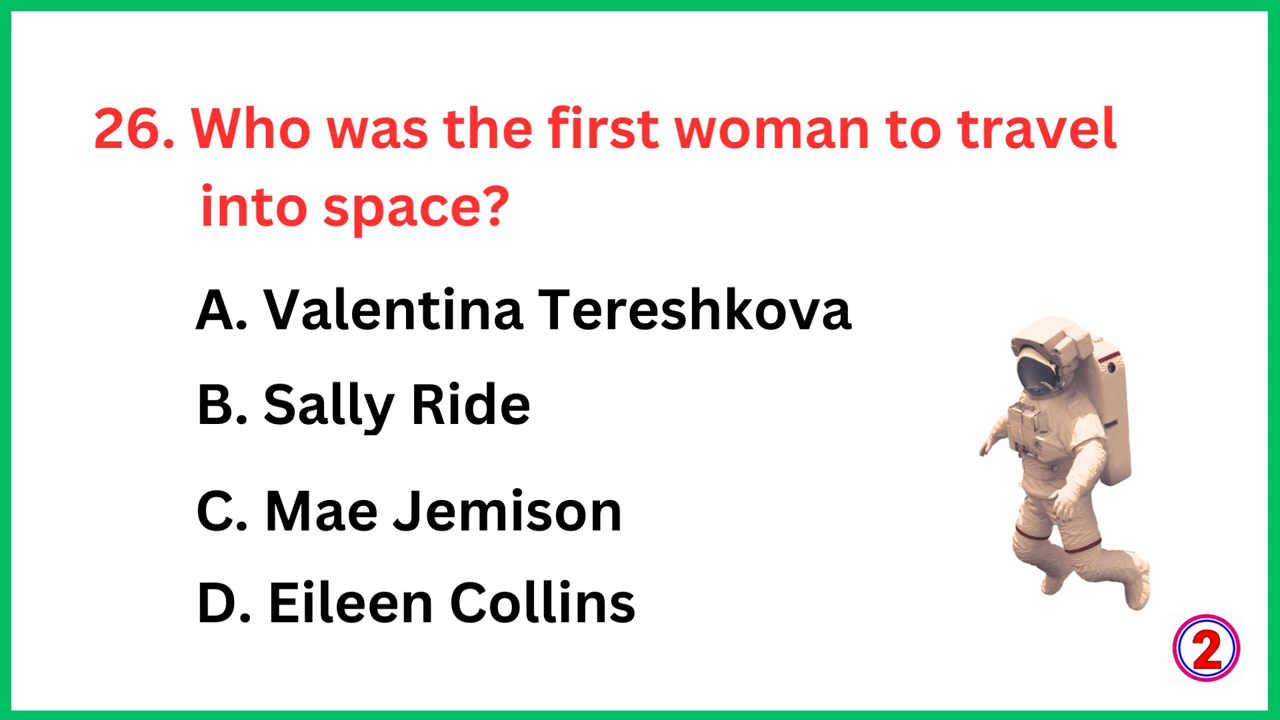 26. Who was the first woman to travel
into space?
A. Valentina Tereshkova
B. Sally Ride
C. Mae Jemison
D. Eileen Collins
2